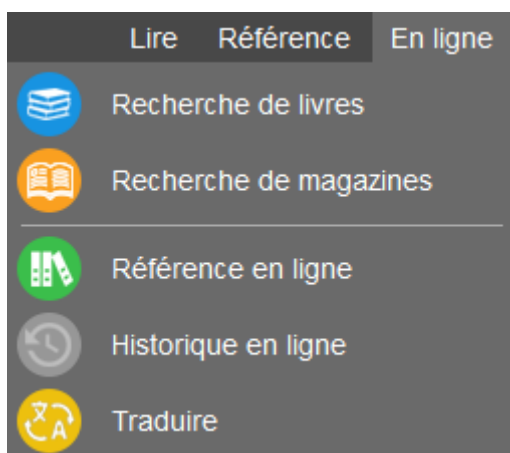 Lire Référence En ligne
Recherche de livres
Recherche de magazines
Référence en ligne
Historique en ligne
Traduire